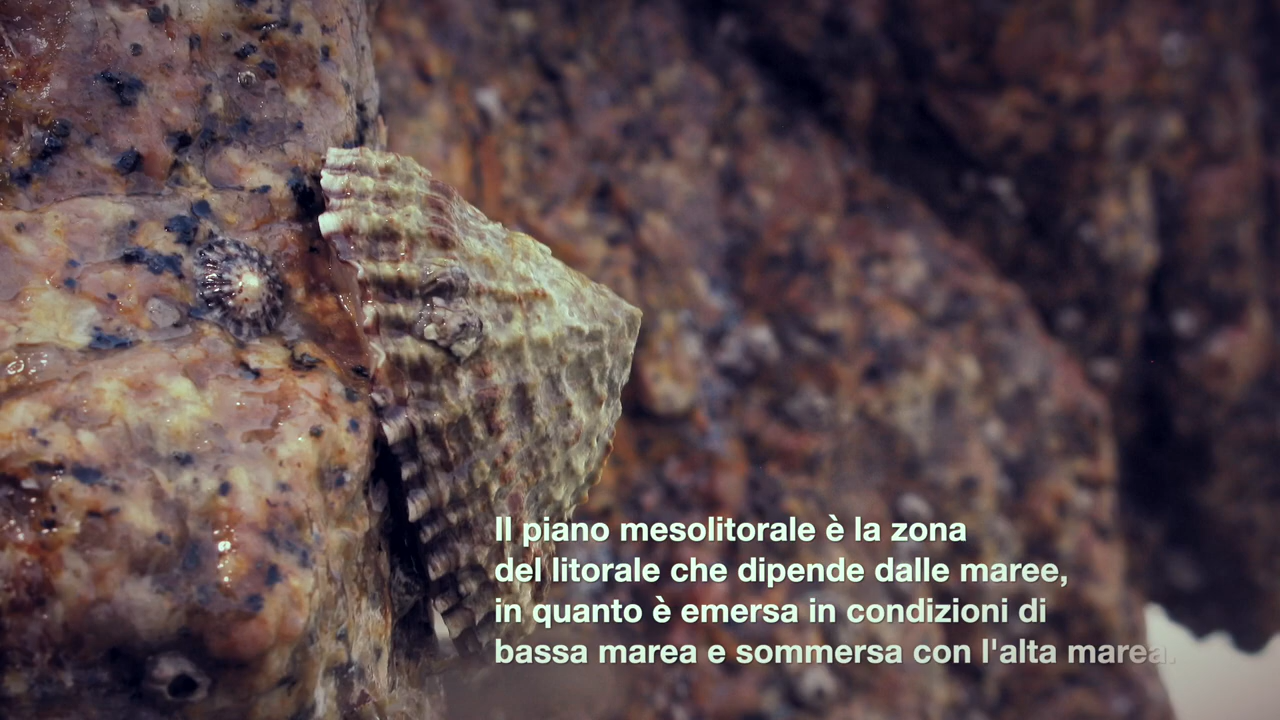 Il piano mesolitorale è la zona
del litorale che dipende dalle maree,
in quanto è emersa in condizioni di
bassa marea e sommersa con l'alta marea.